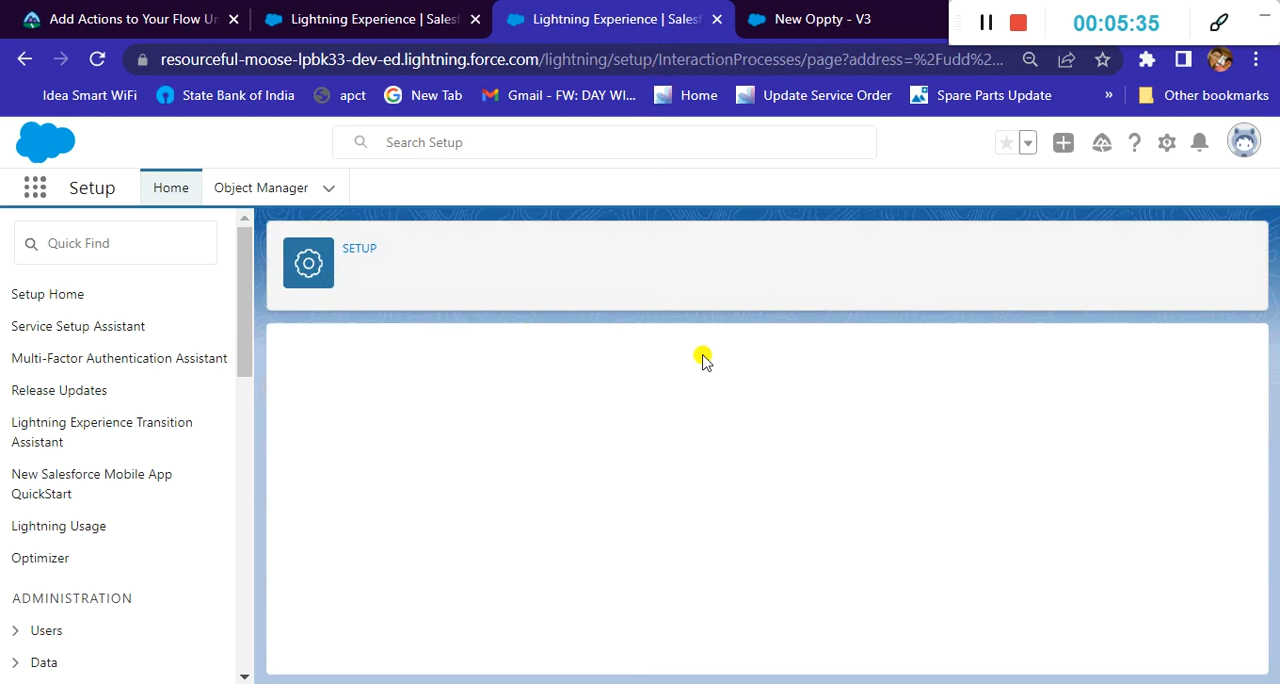 Add Actions to Your Flow Un
Lightning Experience | Salesf
Lightning Experience | Salesf
New Oppty - V3
00:05:35
resourceful-moose-lpbk33-dev-ed.lightning.force.com/lightning/setup/InteractionProcesses/page?address=%2Fudd%2...
Idea Smart WiFi
State Bank of India
apct
New Tab
Gmail - FW: DAY WI...
Home
Update Service Order
Spare Parts Update
»
Other bookmarks
Search Setup
Setup
Home
Object Manager
Quick Find
SETUP
Setup Home
Service Setup Assistant
Multi-Factor Authentication Assistant
Release Updates
Lightning Experience Transition
Assistant
New Salesforce Mobile App
QuickStart
Lightning Usage
Optimizer
ADMINISTRATION
Users
Data